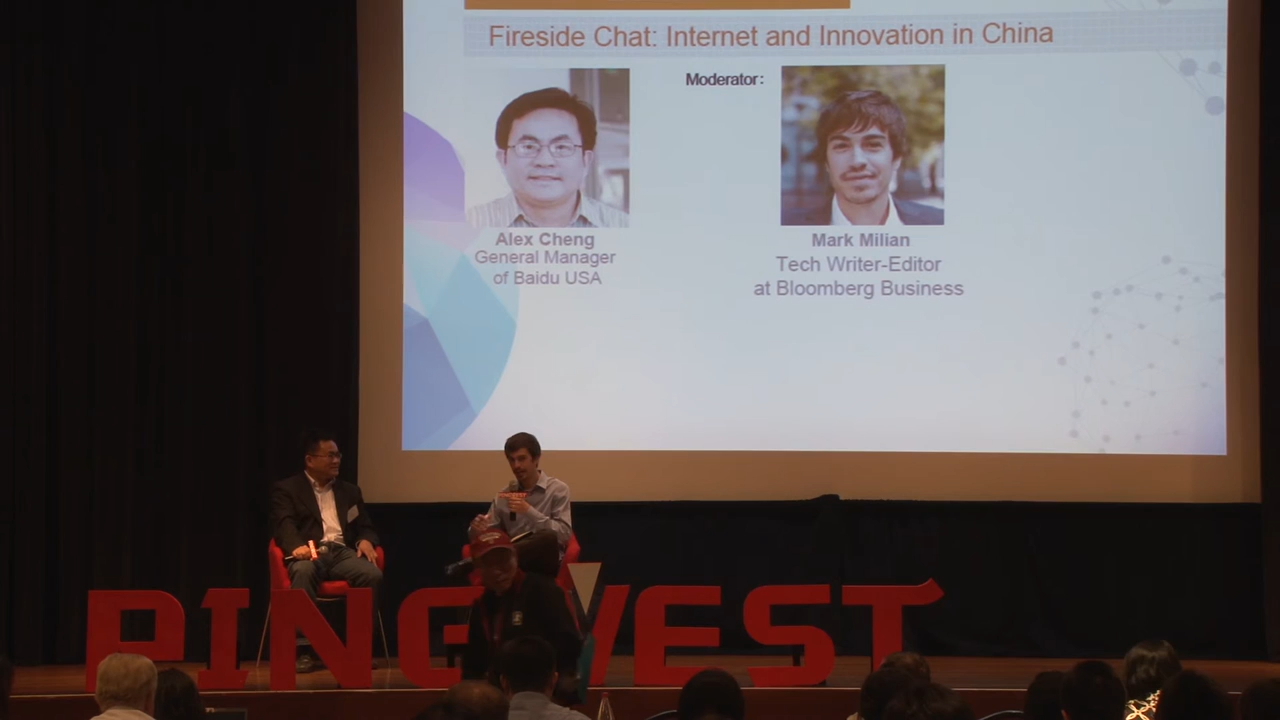 Fireside Chat: Internet and Innovation in China
Moderator:
Alex Cheng
General Manager
of Baidu USA
Mark Milian
Tech Writer-Editor
at Bloomberg Business
PINGWEST